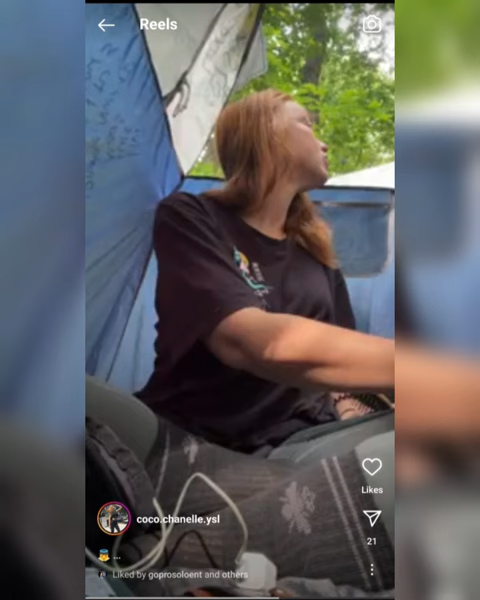 Reels
Likes
coco.chanelle.ysl
21
...
Liked by goprosoloent and others